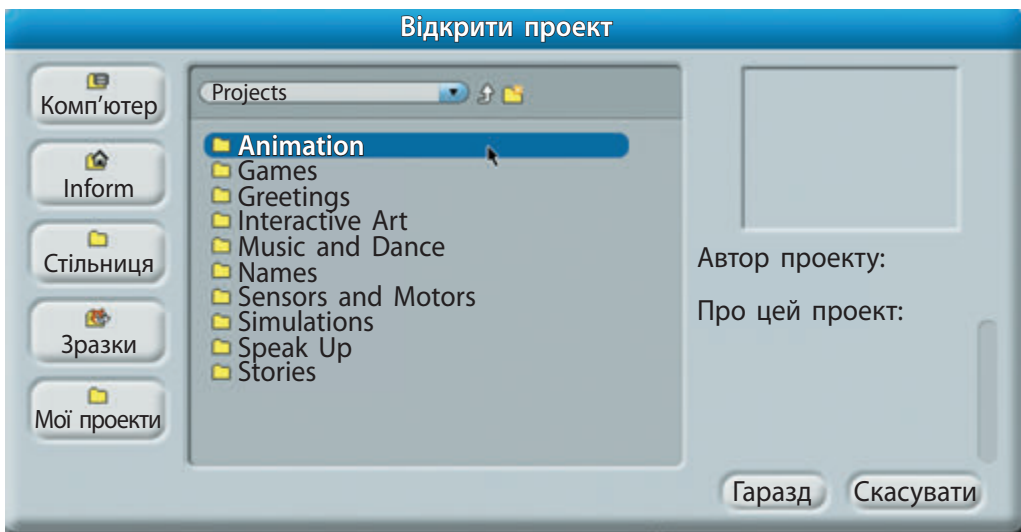 Відкрити проект
Комп’ютер
Inform
Стільниця
Зразки
Мої проекти
Projects
Animation
Games
Greetings
Interactive Art
Music and Dance
Names
Sensors and Motors
Simulations
Speak Up
Stories
Автор проекту:
Про цей проект:
Гаразд
Скасувати